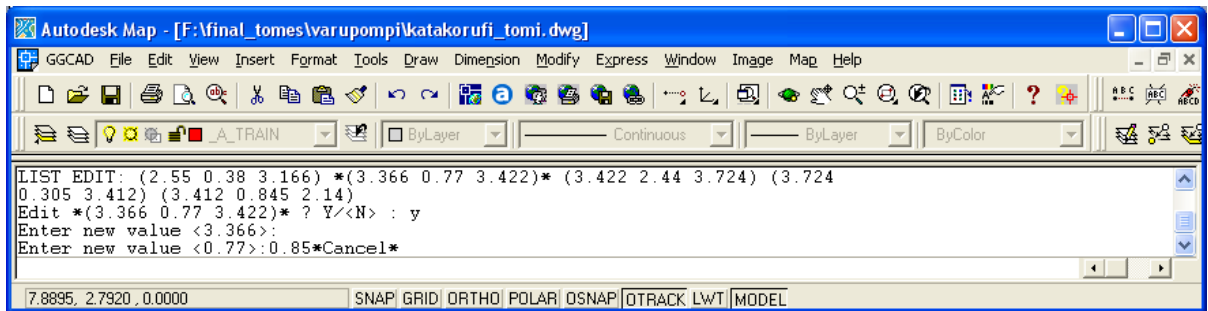 Autodesk Map - [F:\final_tomes\varupompi\katakorufi_tomi.dwg]
GGCAD File Edit View Insert Format Tools Draw Dimension Modify Express Window Image Map Help
_A_TRAIN ByLayer Continuous ByLayer ByColor
LIST EDIT: (2.55 0.38 3.166) *(3.366 0.77 3.422)* (3.422 2.44 3.724) (3.724
0.305 3.412) (3.412 0.845 2.14)
Edit *(3.366 0.77 3.422)* ? Y/<N> : y
Enter new value <3.366>:
Enter new value <0.77>:0.85*Cancel*
7.8895, 2.7920 , 0.0000 SNAP GRID ORTHO POLAR OSNAP OTRACK LWT MODEL